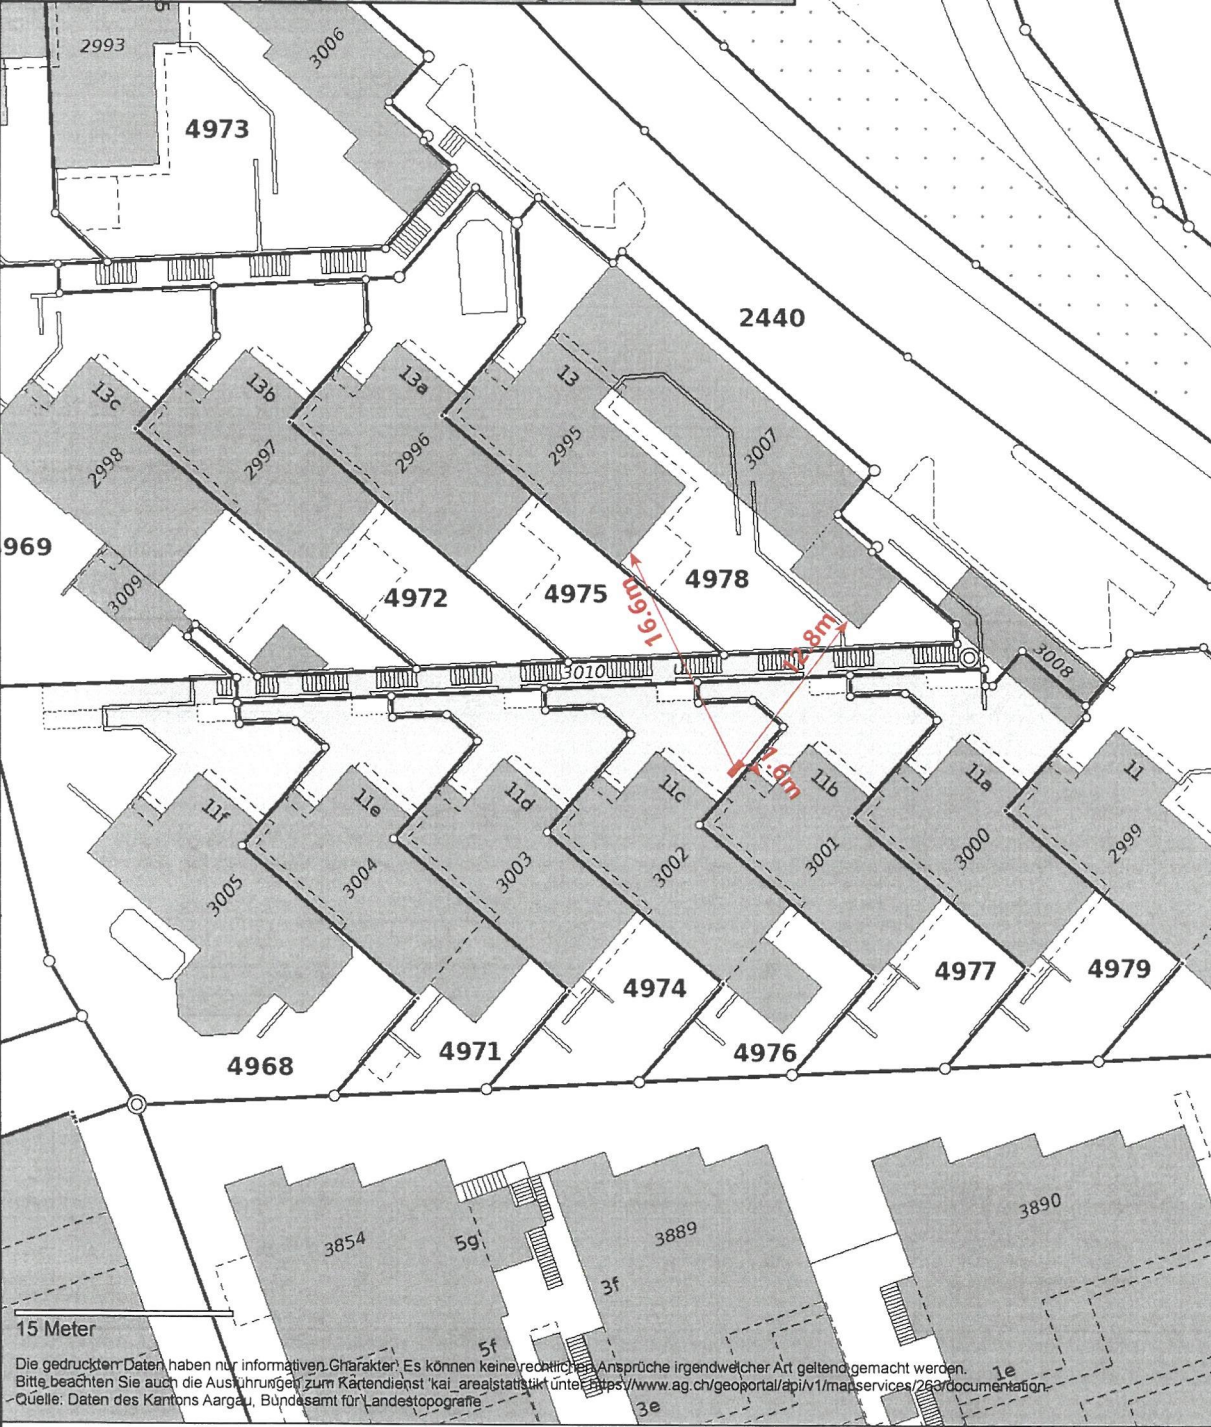 5
2993
3006
4973
2440
13c
13b
13a
13
2998
2997
2996
2995
3007
969
3009
4972
4975
4978
16.6m
12.8m
3010
3008
1.6m
11f
11e
11d
11c
11b
11a
11
3005
3004
3003
3002
3001
3000
2999
4974
4977
4979
4968
4971
4976
3854
5g
3889
3890
3f
15 Meter
5f
1e
Die gedruckten Daten haben nur informativen Charakter! Es können keine rechtlichen Ansprüche irgendwelcher Art geltend gemacht werden.
Bitte beachten Sie auch die Ausführungen zum Kartendienst 'kai_arealstatistik' unter https://www.ag.ch/geoportal/api/v1/mapservices/263/documentation.
Quelle: Daten des Kantons Aargau, Bundesamt für Landestopografie
3e